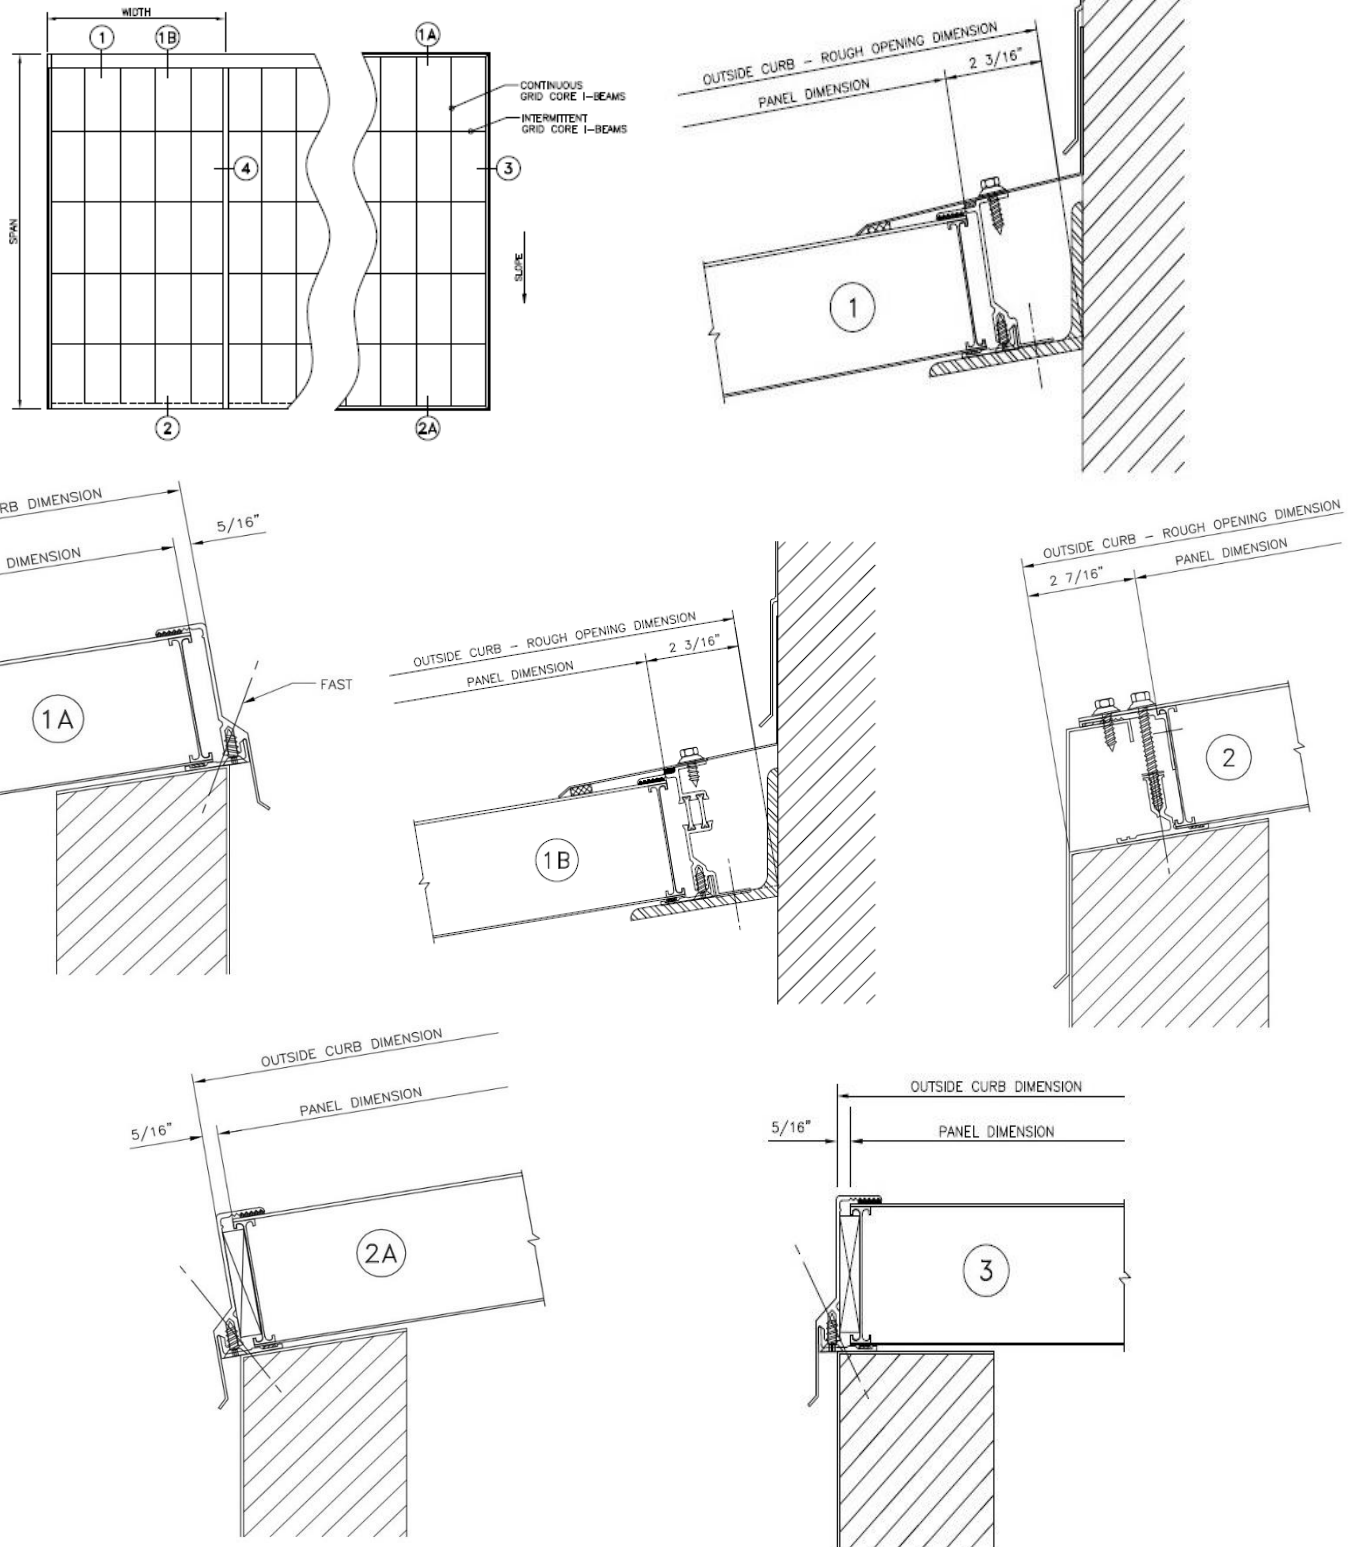 WIDTH
1
1B
1A
CONTINUOUS
GRID CORE I-BEAMS
INTERMITTENT
GRID CORE I-BEAMS
4
3
SPAN
SLOPE
2
2A
OUTSIDE CURB - ROUGH OPENING DIMENSION
2 3/16"
PANEL DIMENSION
1
RB DIMENSION
5/16"
DIMENSION
FAST
1A
OUTSIDE CURB - ROUGH OPENING DIMENSION
2 3/16"
PANEL DIMENSION
1B
OUTSIDE CURB - ROUGH OPENING DIMENSION
2 7/16"
PANEL DIMENSION
2
OUTSIDE CURB DIMENSION
PANEL DIMENSION
5/16"
2A
OUTSIDE CURB DIMENSION
5/16"
PANEL DIMENSION
3